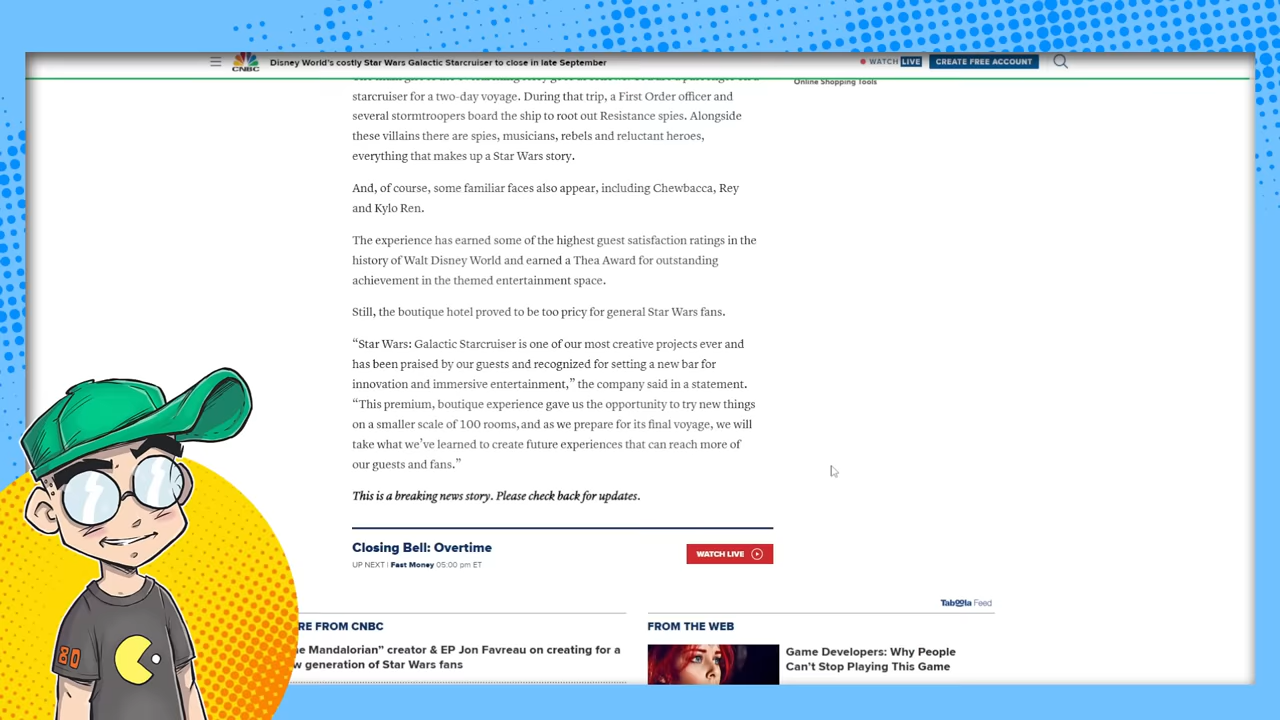 CNBC
Disney World's costly Star Wars Galactic Starcruiser to close in late September
WATCH LIVE
CREATE FREE ACCOUNT
Online Shopping Tools
starcruiser for a two-day voyage. During that trip, a First Order officer and
several stormtroopers board the ship to root out Resistance spies. Alongside
these villains there are spies, musicians, rebels and reluctant heroes,
everything that makes up a Star Wars story.
And, of course, some familiar faces also appear, including Chewbacca, Rey
and Kylo Ren.
The experience has earned some of the highest guest satisfaction ratings in the
history of Walt Disney World and earned a Thea Award for outstanding
achievement in the themed entertainment space.
Still, the boutique hotel proved to be too pricy for general Star Wars fans.
“Star Wars: Galactic Starcruiser is one of our most creative projects ever and
has been praised by our guests and recognized for setting a new bar for
innovation and immersive entertainment,” the company said in a statement.
“This premium, boutique experience gave us the opportunity to try new things
on a smaller scale of 100 rooms, and as we prepare for its final voyage, we will
take what we’ve learned to create future experiences that can reach more of
our guests and fans.”
This is a breaking news story. Please check back for updates.
Closing Bell: Overtime
WATCH LIVE
UP NEXT | Fast Money 05:00 pm ET
Taboola Feed
RE FROM CNBC
FROM THE WEB
e Mandalorian” creator & EP Jon Favreau on creating for a
w generation of Star Wars fans
Game Developers: Why People
Can’t Stop Playing This Game
80